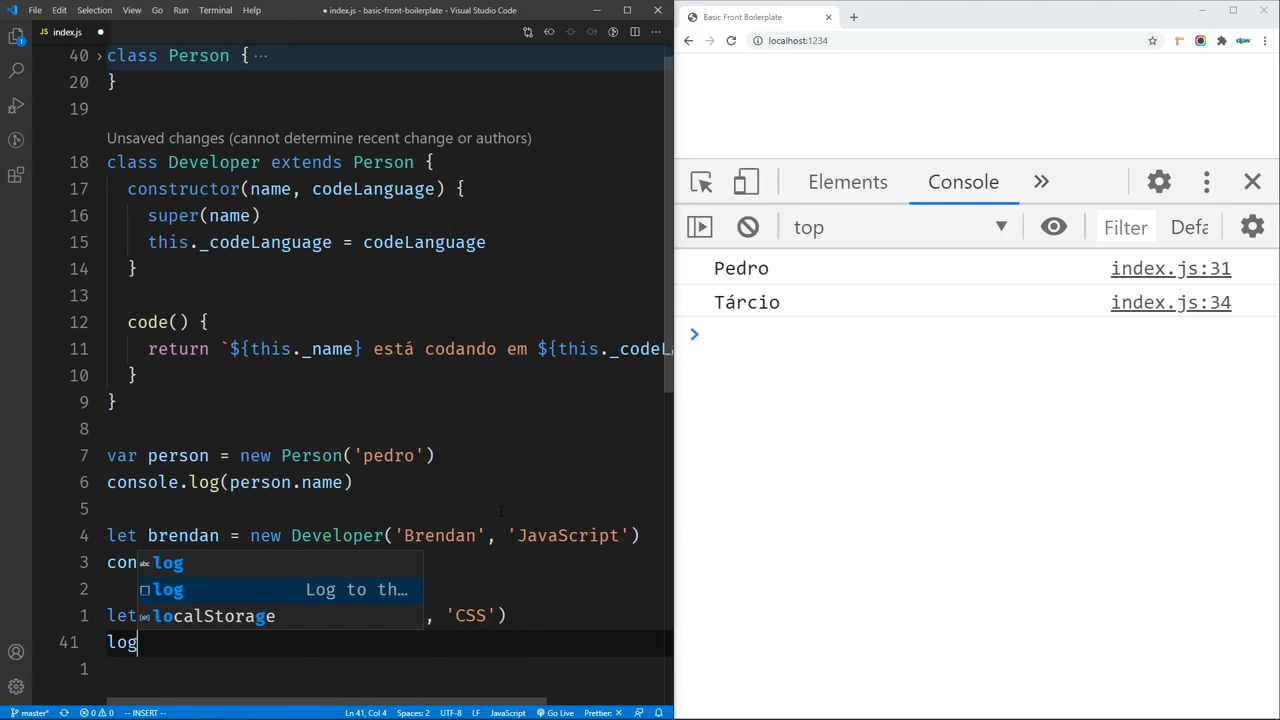 File Edit Selection View Go Run Terminal Help
● index.js - basic-front-boilerplate - Visual Studio Code
JS index.js ●
40 class Person { ···
20 }
19
Unsaved changes (cannot determine recent change or authors)
18 class Developer extends Person {
17 constructor(name, codeLanguage) {
16 super(name)
15 this._codeLanguage = codeLanguage
14 }
13
12 code() {
11 return `${this._name} está codando em ${this._codeL
10 }
9 }
8
7 var person = new Person('pedro')
6 console.log(person.name)
5
4 let brendan = new Developer('Brendan', 'JavaScript')
3 con
abc log
2
log Log to th…
1 let , 'CSS')
localStorage
41 log
1
master* 0 0 -- INSERT -- Ln 41, Col 4 Spaces: 2 UTF-8 LF JavaScript Go Live Prettier: ×
1
Basic Front Boilerplate
localhost:1234
dpw
Elements Console
top Filter Defa
Pedro index.js:31
Tárcio index.js:34